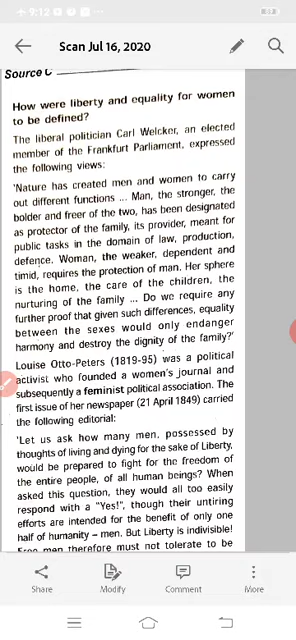 9:12
Scan Jul 16, 2020
Source C
How were liberty and equality for women
to be defined?
The liberal politician Carl Welcker, an elected
member of the Frankfurt Parliament, expressed
the following views:
'Nature has created men and women to carry
out different functions ... Man, the stronger, the
bolder and freer of the two, has been designated
as protector of the family, its provider, meant for
public tasks in the domain of law, production,
defence. Woman, the weaker, dependent and
timid, requires the protection of man. Her sphere
is the home, the care of the children, the
nurturing of the family ... Do we require any
further proof that given such differences, equality
between the sexes would only endanger
harmony and destroy the dignity of the family?'
Louise Otto-Peters (1819-95) was a political
activist who founded a women's journal and
subsequently a feminist political association. The
first issue of her newspaper (21 April 1849) carried
the following editorial:
'Let us ask how many men, possessed by
thoughts of living and dying for the sake of Liberty,
would be prepared to fight for the freedom of
the entire people, of all human beings? When
asked this question, they would all too easily
respond with a "Yes!", though their untiring
efforts are intended for the benefit of only one
half of humanity – men. But Liberty is indivisible!
Free men therefore must not tolerate to be
Share
Modify
Comment
More